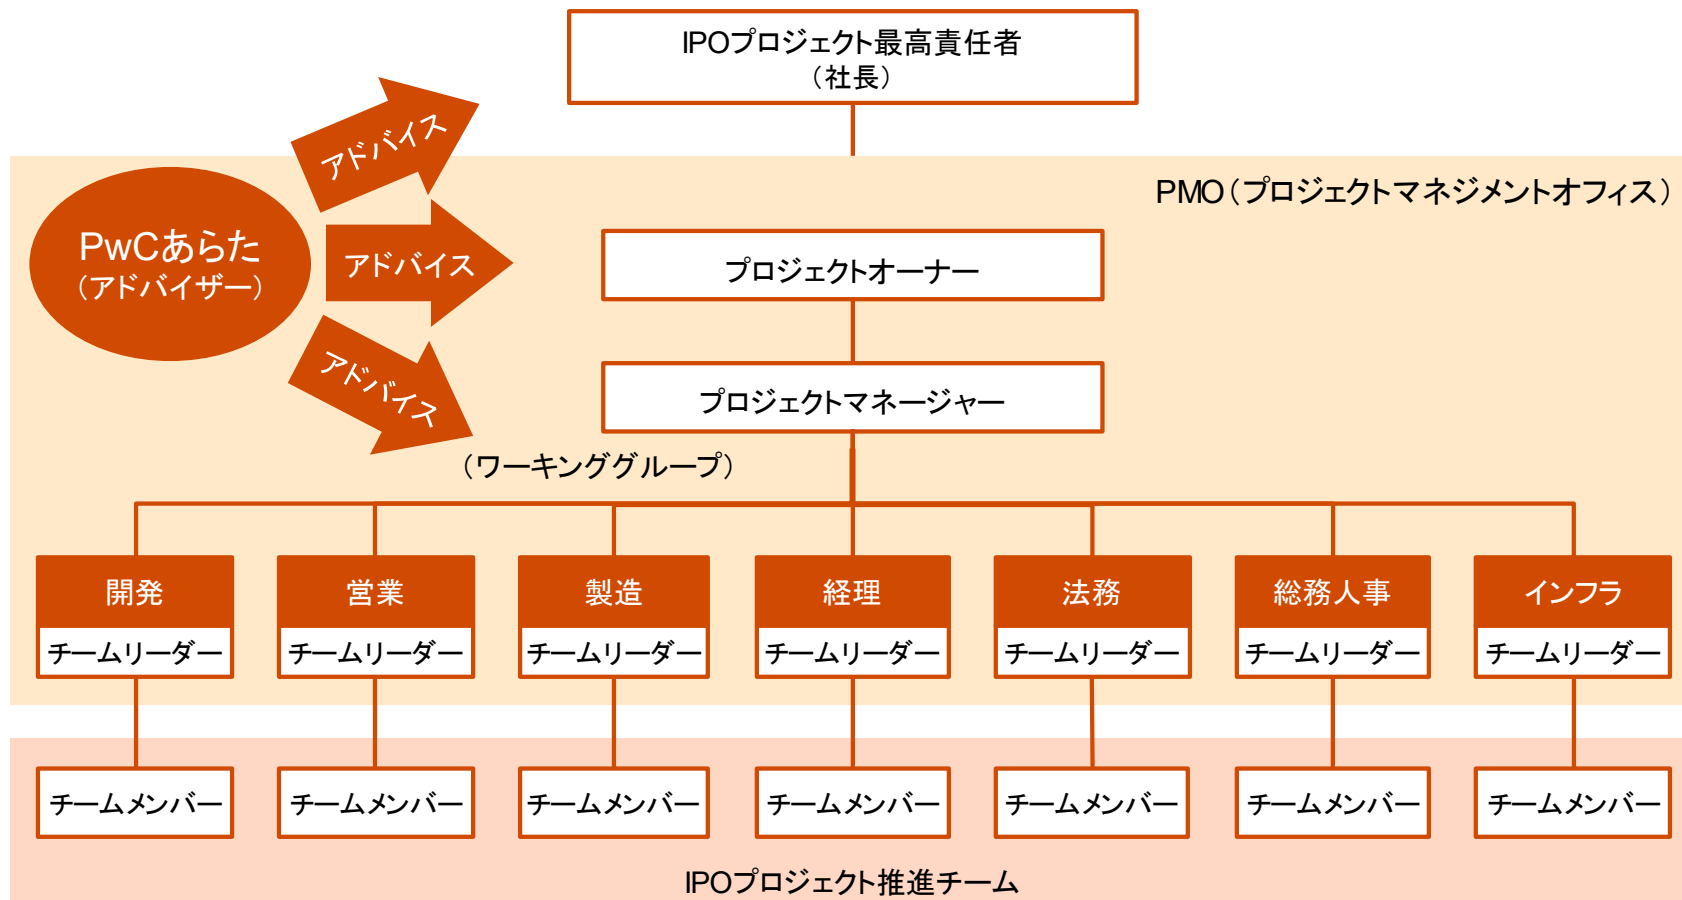 IPOプロジェクト最高責任者
（社長）
アドバイス
PMO（プロジェクトマネジメントオフィス）
PwCあらた
（アドバイザー）
アドバイス
プロジェクトオーナー
アドバイス
プロジェクトマネージャー
（ワーキンググループ）
開発
営業
製造
経理
法務
総務人事
インフラ
チームリーダー
チームリーダー
チームリーダー
チームリーダー
チームリーダー
チームリーダー
チームリーダー
チームメンバー
チームメンバー
チームメンバー
チームメンバー
チームメンバー
チームメンバー
チームメンバー
IPOプロジェクト推進チーム